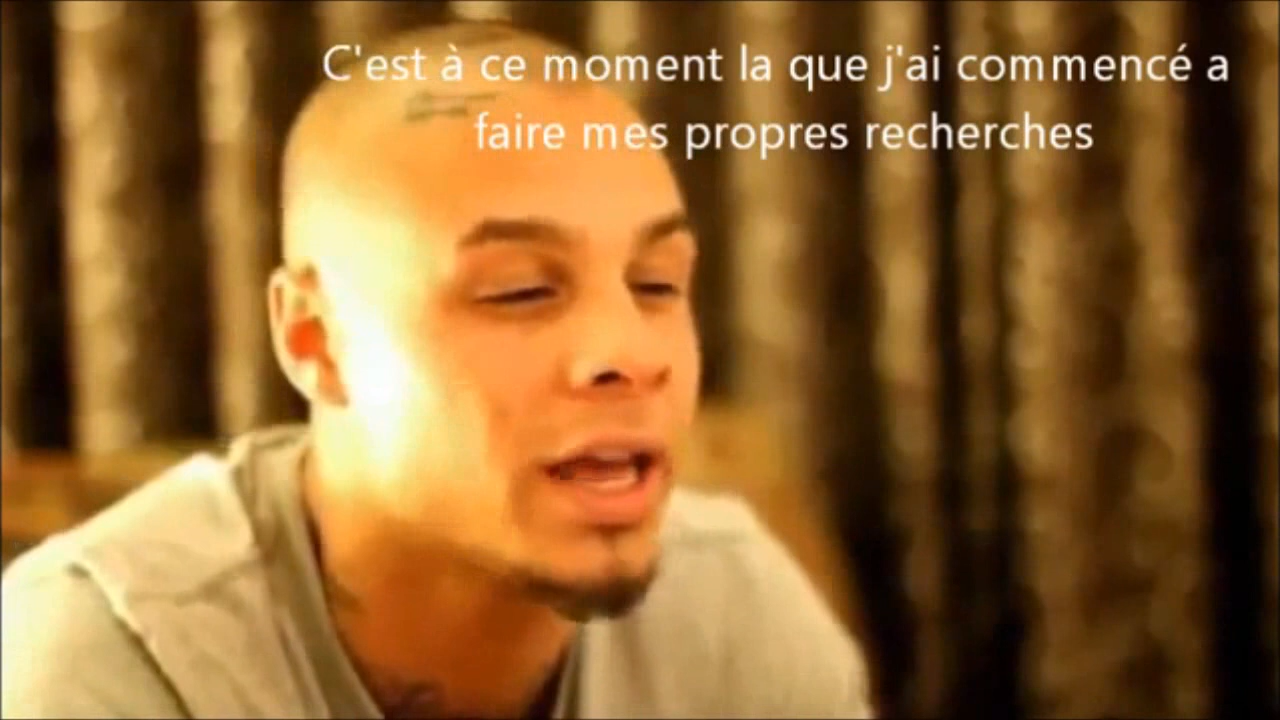 C'est à ce moment la que j'ai commencé a
faire mes propres recherches